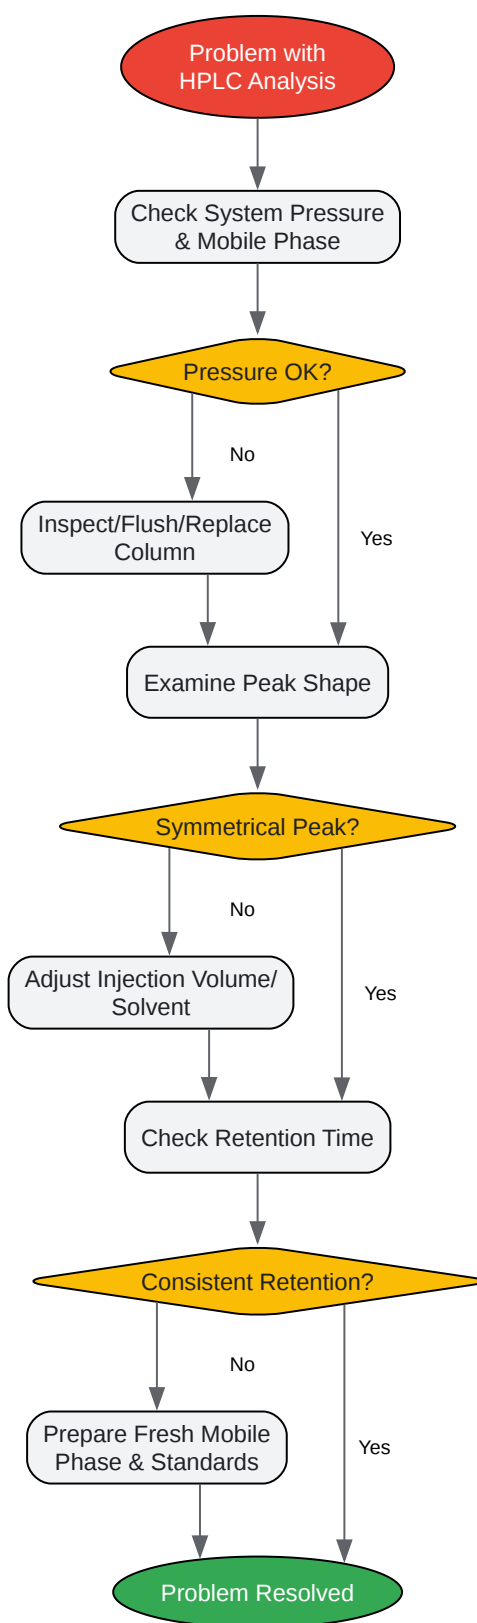 Problem with
HPLC Analysis
Check System Pressure
& Mobile Phase
Pressure OK?
No
Inspect/Flush/Replace
Column
Yes
Examine Peak Shape
Symmetrical Peak?
No
Adjust Injection Volume/
Solvent
Yes
Check Retention Time
Consistent Retention?
No
Prepare Fresh Mobile
Phase & Standards
Yes
Problem Resolved